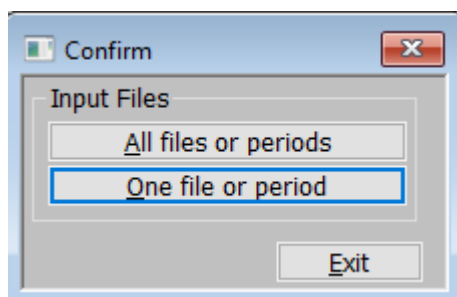 Confirm
Input Files
All files or periods
One file or period
Exit